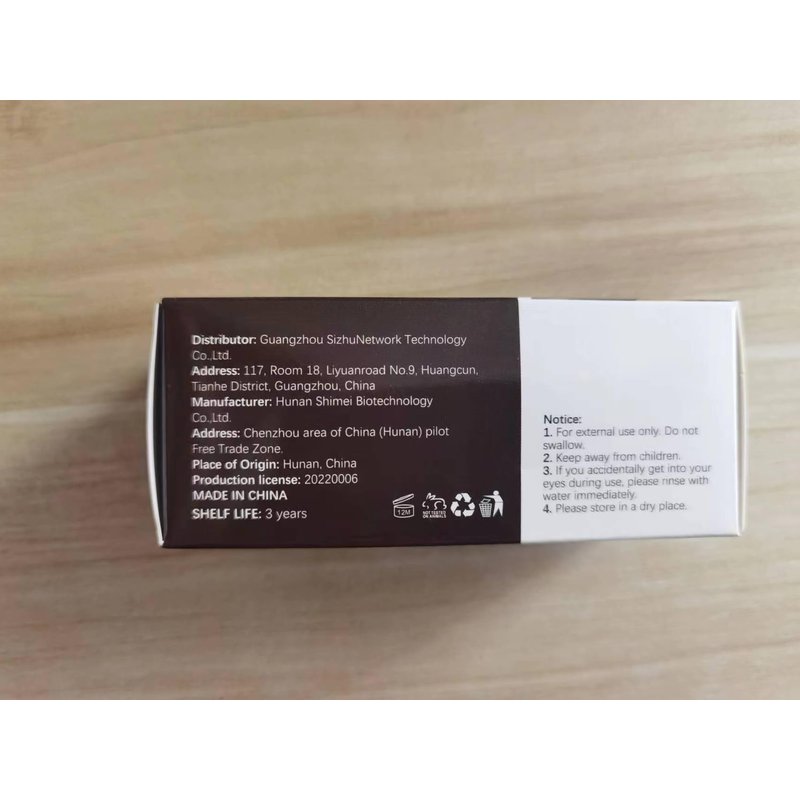 Distributor: Guangzhou SizhuNetwork Technology
Co.,Ltd.
Address: 117, Room 18, Liyuanroad No.9, Huangcun,
Tianhe District, Guangzhou, China
Manufacturer: Hunan Shimei Biotechnology
Co.,Ltd.
Address: Chenzhou area of China (Hunan) pilot
Free Trade Zone.
Place of Origin: Hunan, China
Production license: 20220006
MADE IN CHINA
SHELF LIFE: 3 years
12M
NOT TESTED
ON ANIMALS
Notice:
1. For external use only. Do not
swallow.
2. Keep away from children.
3. If you accidentally get into your
eyes during use, please rinse with
water immediately.
4. Please store in a dry place.